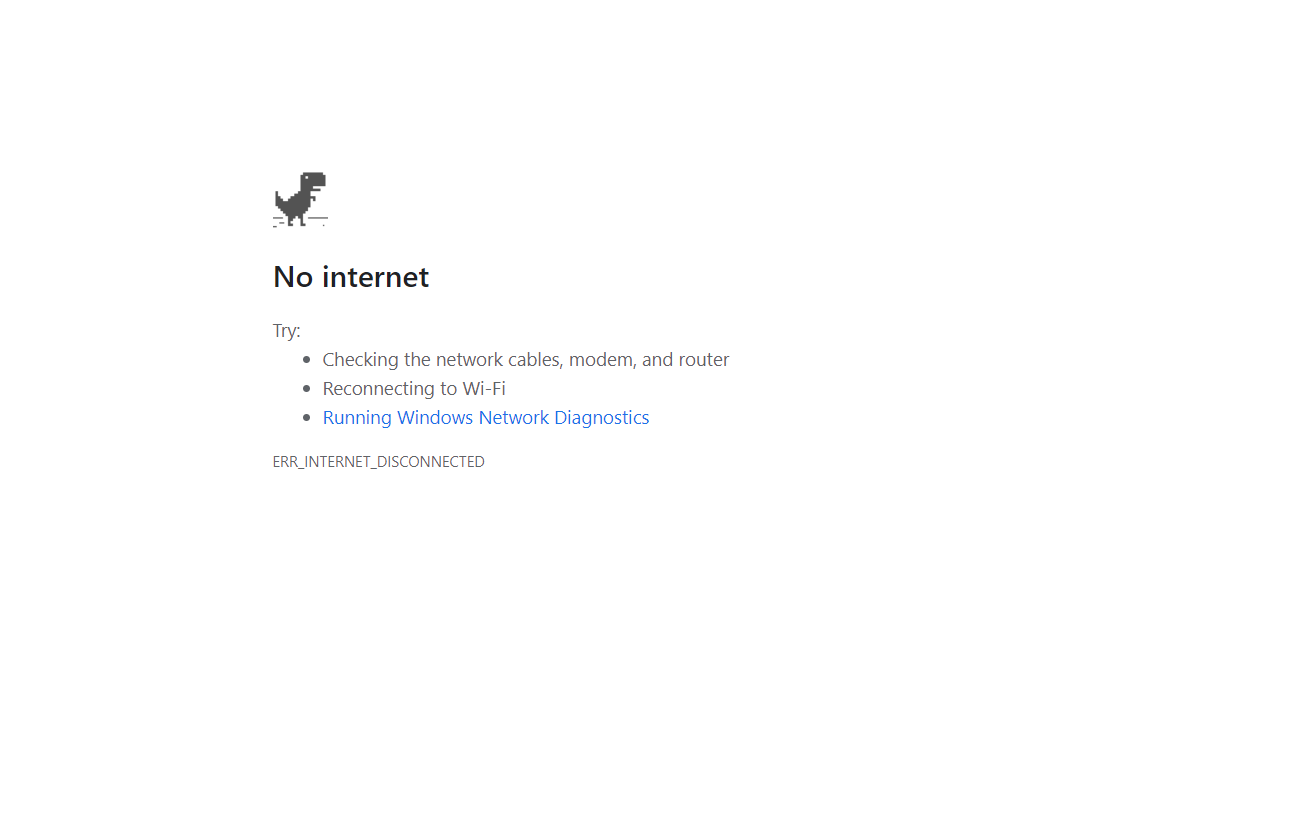 No internet
Try:
• Checking the network cables, modem, and router
• Reconnecting to Wi-Fi
• Running Windows Network Diagnostics
ERR_INTERNET_DISCONNECTED